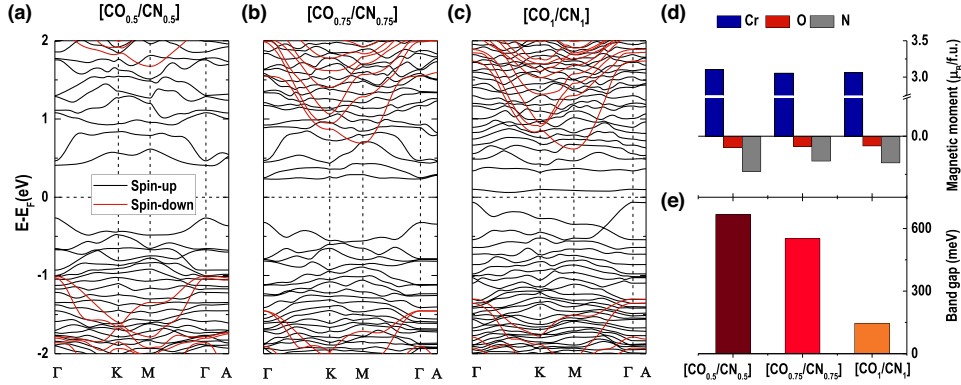 (a) [CO0.5/CN0.5] (b) [CO0.75/CN0.75] (c) [CO1/CN1] (d)
Cr O N
2
1
0
-1
-2
E-EF(eV)
Spin-up
Spin-down
Γ K M Γ A
Γ K M Γ A
Γ K M Γ A
3.5
3.0
0.0
Magnetic moment (μB/f.u.)
(e)
600
300
0
Band gap (meV)
[CO0.5/CN0.5] [CO0.75/CN0.75] [CO1/CN1]